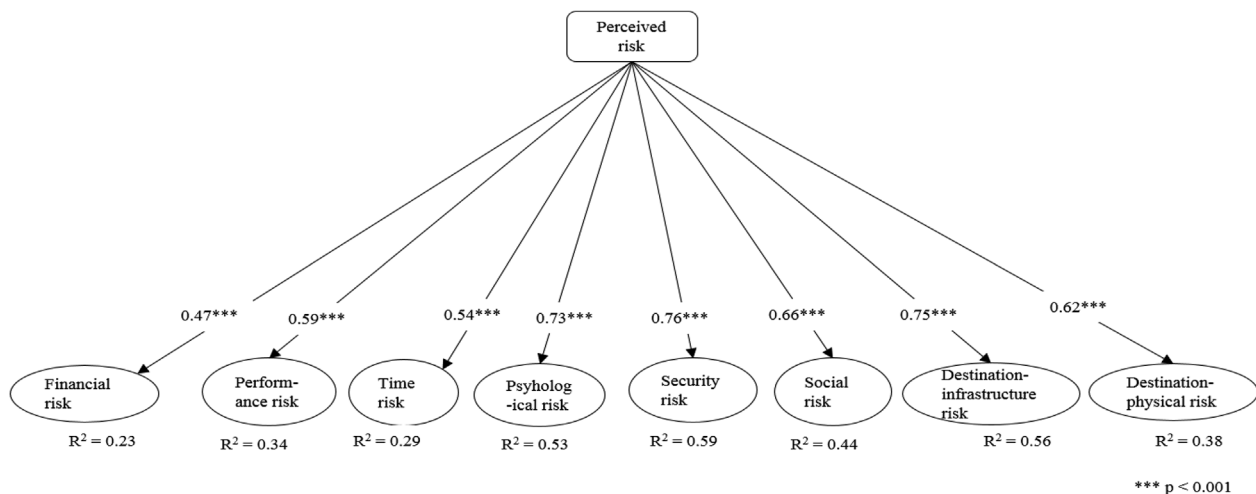 Perceived
risk
0.47***
0.59***
0.54***
0.73***
0.76***
0.66***
0.75***
0.62***
Financial
risk
Perform-
ance risk
Time
risk
Psyholog
-ical risk
Security
risk
Social
risk
Destination-
infrastructure
risk
Destination-
physical risk
R² = 0.23
R² = 0.34
R² = 0.29
R² = 0.53
R² = 0.59
R² = 0.44
R² = 0.56
R² = 0.38
*** p < 0.001